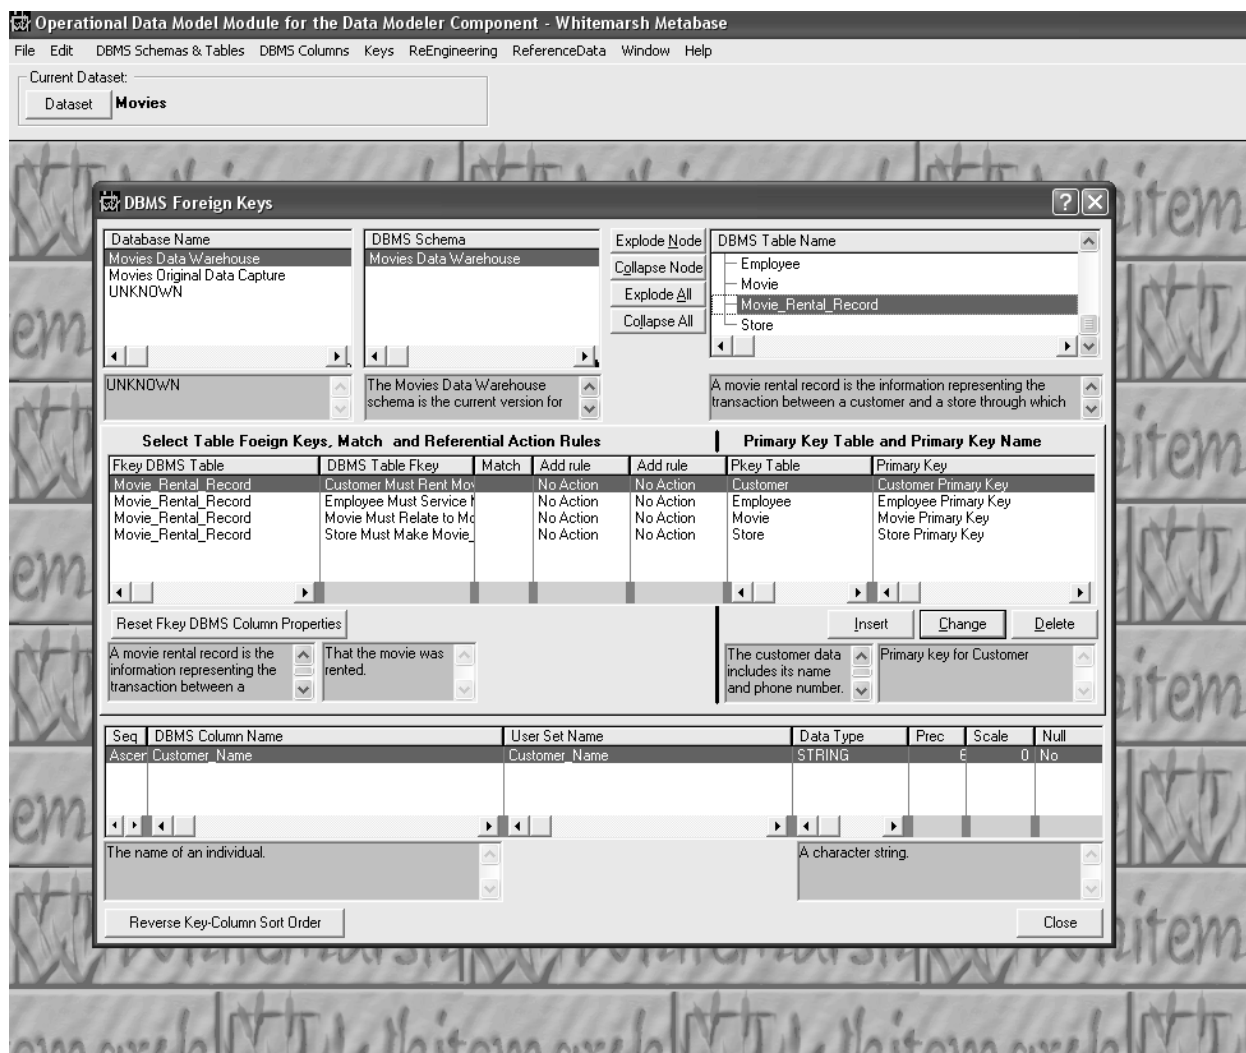 Operational Data Model Module for the Data Modeler Component - Whitemarsh Metabase
File Edit DBMS Schemas & Tables DBMS Columns Keys ReEngineering ReferenceData Window Help
Current Dataset:
Dataset Movies
DBMS Foreign Keys
Database Name
Movies Data Warehouse
Movies Original Data Capture
UNKNOWN
DBMS Schema
Movies Data Warehouse
Explode Node
Collapse Node
Explode All
Collapse All
DBMS Table Name
Employee
Movie
Movie_Rental_Record
Store
UNKNOWN
The Movies Data Warehouse
schema is the current version for
A movie rental record is the information representing the
transaction between a customer and a store through which
Select Table Foeign Keys, Match and Referential Action Rules
Primary Key Table and Primary Key Name
Fkey DBMS Table DBMS Table Fkey Match Add rule Add rule Pkey Table Primary Key
Movie_Rental_Record Customer Must Rent Mov No Action No Action Customer Customer Primary Key
Movie_Rental_Record Employee Must Service No Action No Action Employee Employee Primary Key
Movie_Rental_Record Movie Must Relate to Mo No Action No Action Movie Movie Primary Key
Movie_Rental_Record Store Must Make Movie_ No Action No Action Store Store Primary Key
Reset Fkey DBMS Column Properties
Insert Change Delete
A movie rental record is the
information representing the
transaction between a
That the movie was
rented.
The customer data
includes its name
and phone number.
Primary key for Customer
Seq DBMS Column Name User Set Name Data Type Prec Scale Null
Ascer Customer_Name Customer_Name STRING 0 No
The name of an individual.
A character string.
Reverse Key-Column Sort Order
Close